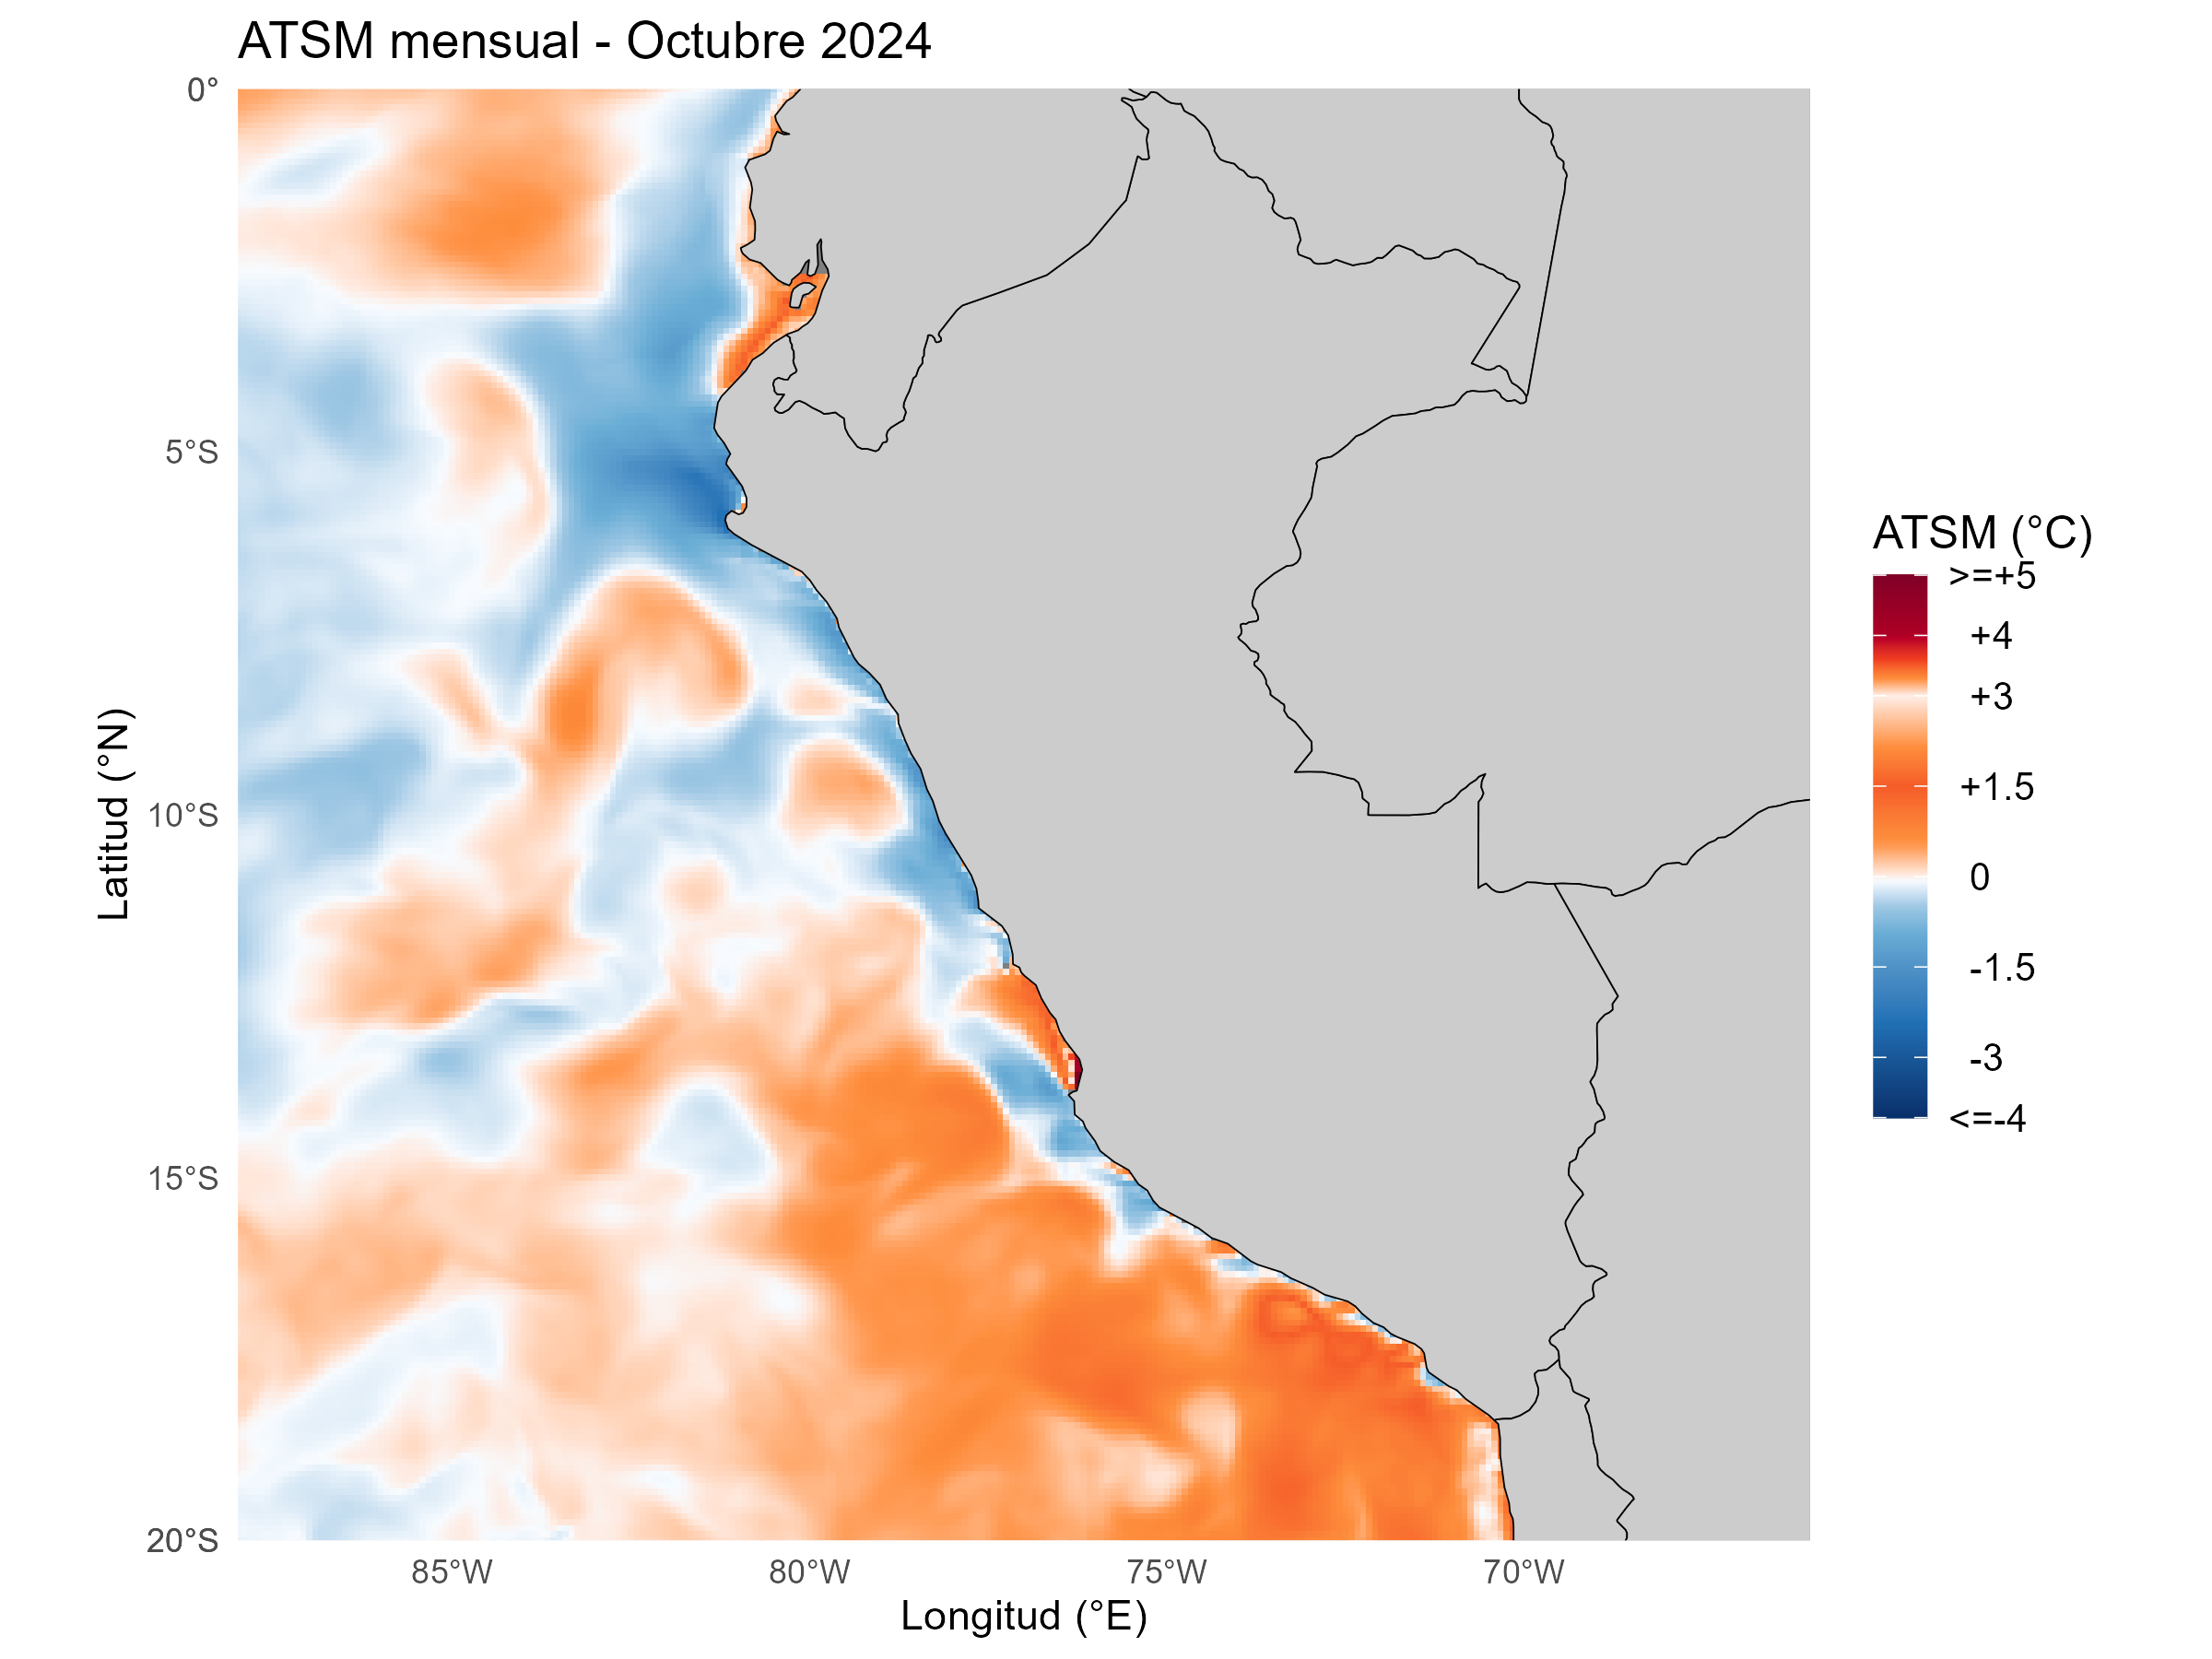 ATSM mensual - Octubre 2024
0°
5°S
10°S
15°S
20°S
Latitud (°N)
85°W
80°W
75°W
70°W
Longitud (°E)
ATSM (°C)
>=+5
+4
+3
+1.5
0
-1.5
-3
<=-4